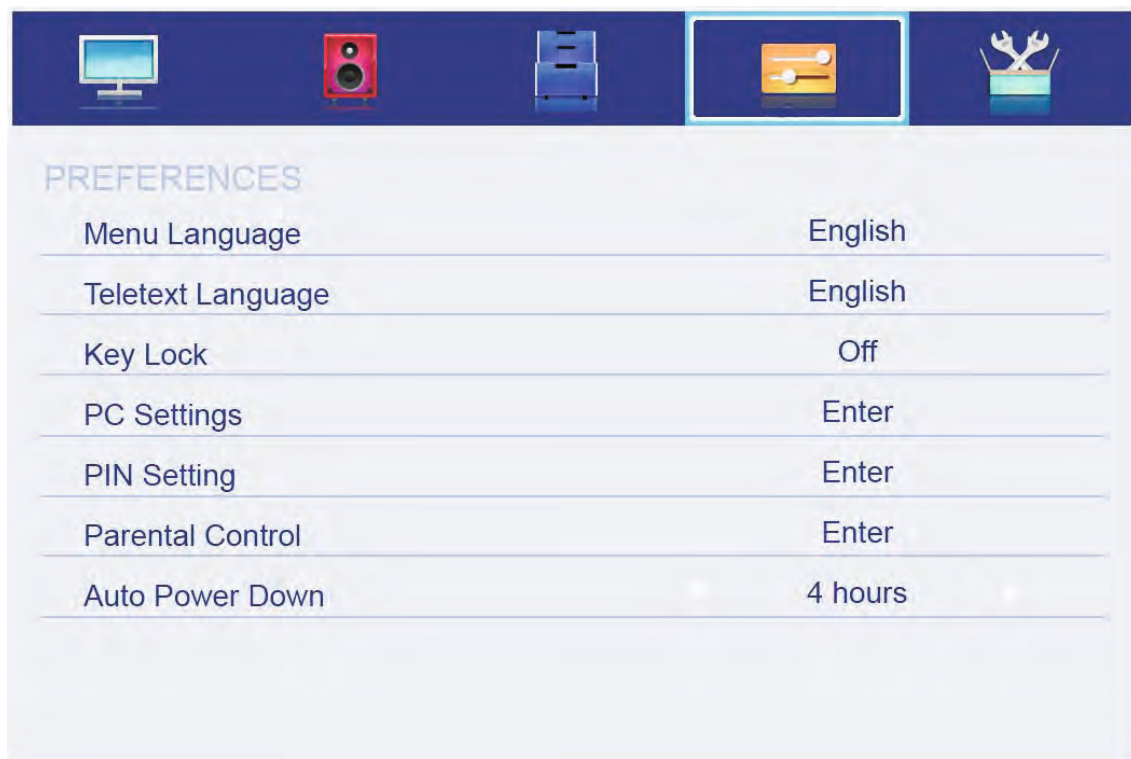 PREFERENCES
Menu Language English
Teletext Language English
Key Lock Off
PC Settings Enter
PIN Setting Enter
Parental Control Enter
Auto Power Down 4 hours